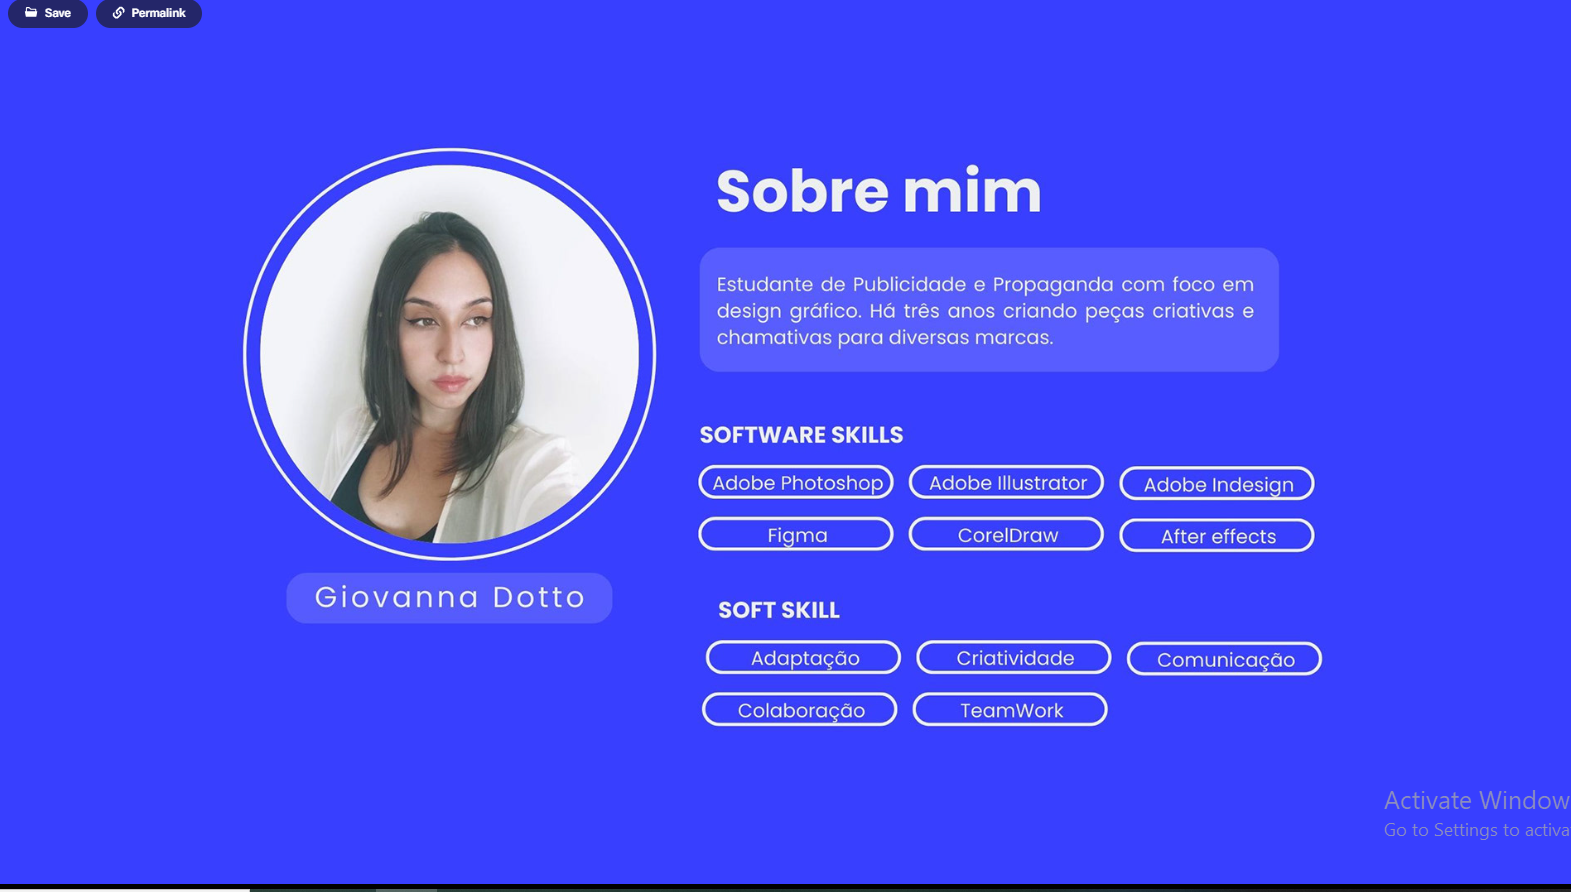 Save
Permalink
Sobre mim
Estudante de Publicidade e Propaganda com foco em
design gráfico. Há três anos criando peças criativas e
chamativas para diversas marcas.
SOFTWARE SKILLS
Adobe Photoshop
Adobe Illustrator
Adobe Indesign
Figma
CorelDraw
After effects
Giovanna Dotto
SOFT SKILL
Adaptação
Criatividade
Comunicação
Colaboração
TeamWork
Activate Window
Go to Settings to activa